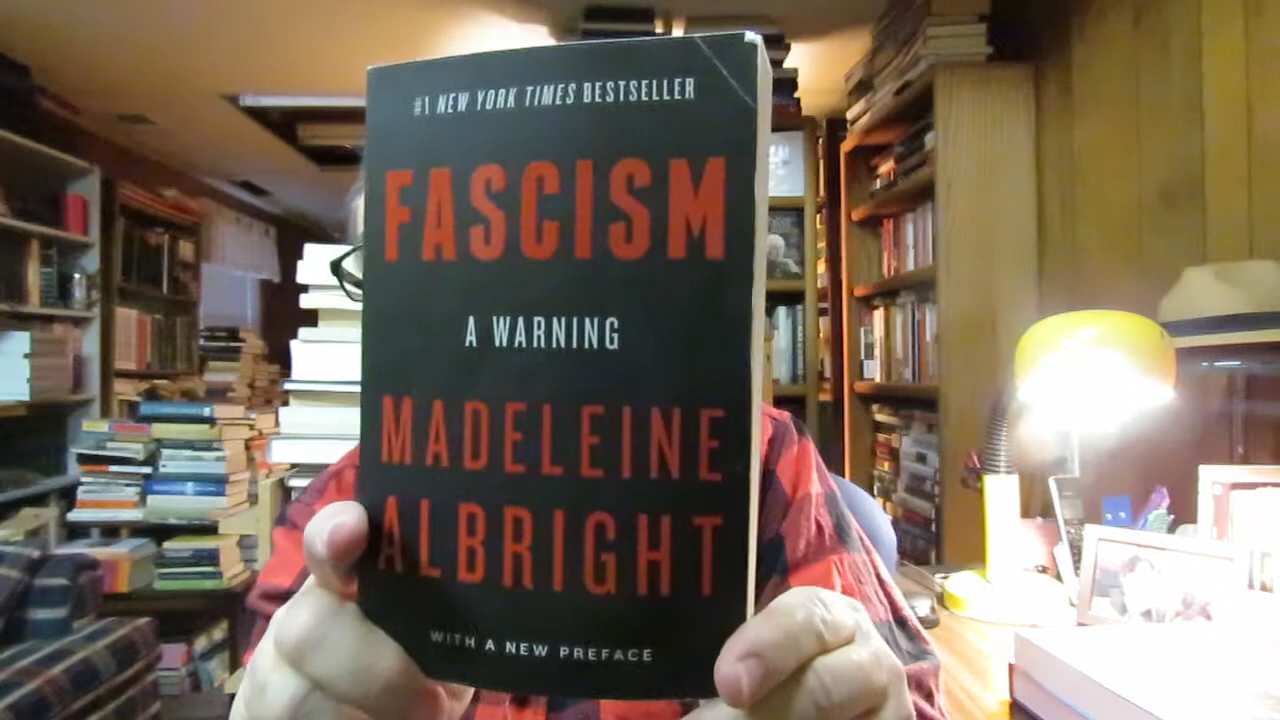 #1 NEW YORK TIMES BESTSELLER
FASCISM
A WARNING
MADELEINE
ALBRIGHT
WITH A NEW PREFACE